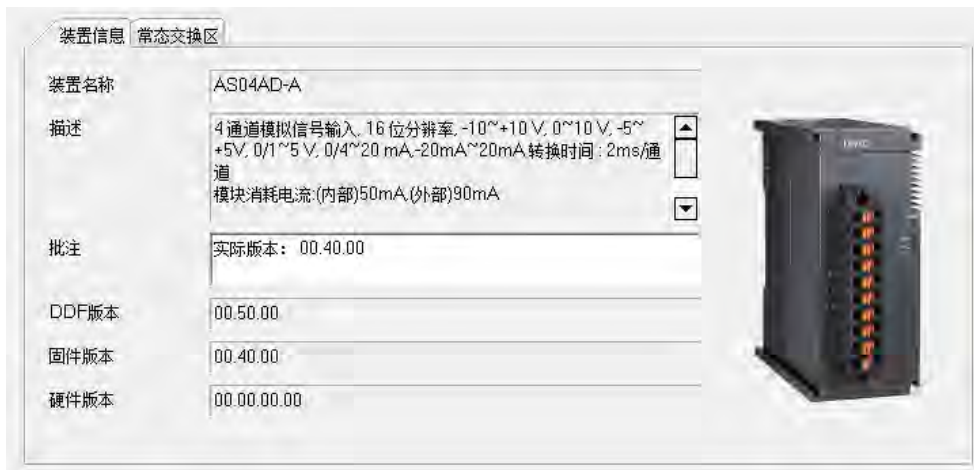 装置信息 常态交换区
装置名称 AS04AD-A
描述 4通道模拟信号输入, 16位分辨率, -10~+10 V, 0~10 V, -5~
+5V, 0/1~5 V, 0/4~20 mA,-20mA~20mA转换时间 : 2ms/通
道
模块消耗电流:(内部)50mA,(外部)90mA
批注 实际版本： 00.40.00
DDF版本 00.50.00
固件版本 00.40.00
硬件版本 00.00.00.00